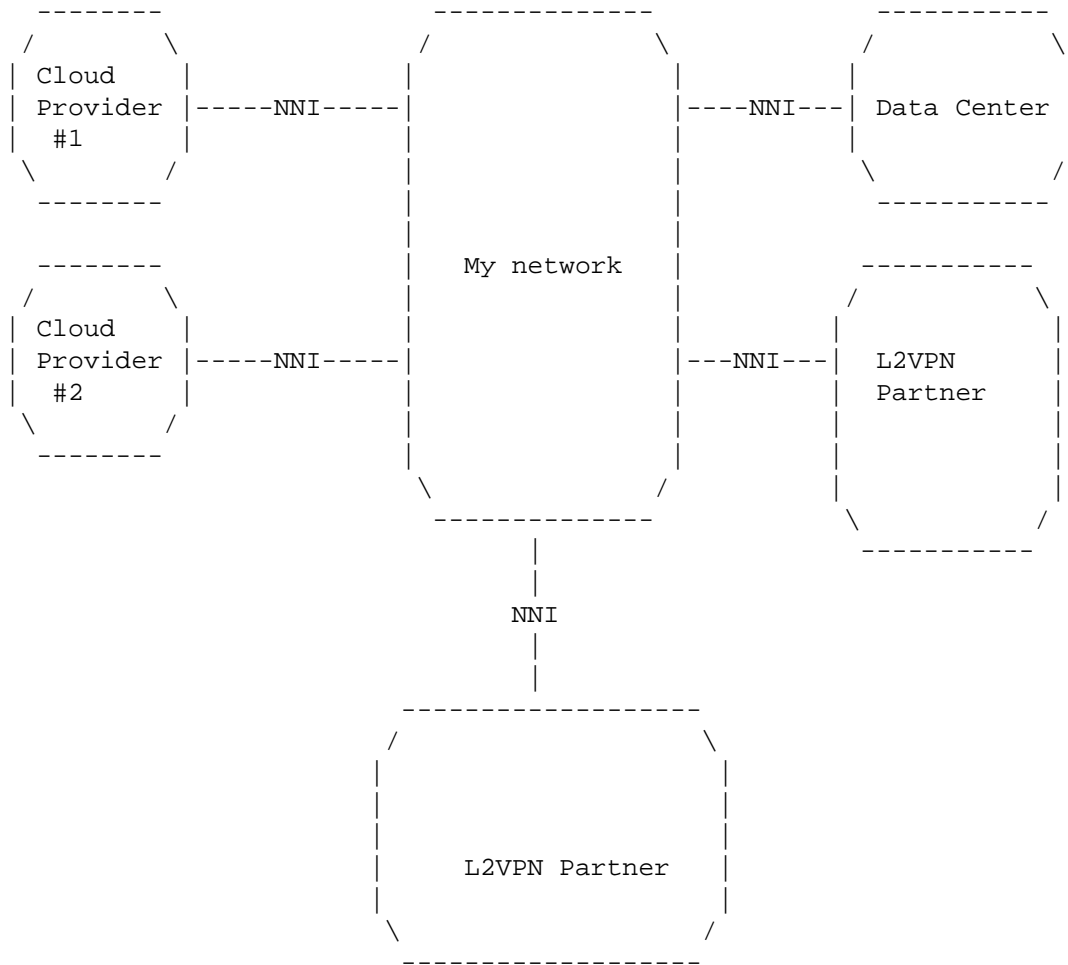 Cloud
Provider
#1
NNI
NNI
Data Center
My network
Cloud
Provider
#2
NNI
NNI
L2VPN
Partner
NNI
L2VPN Partner